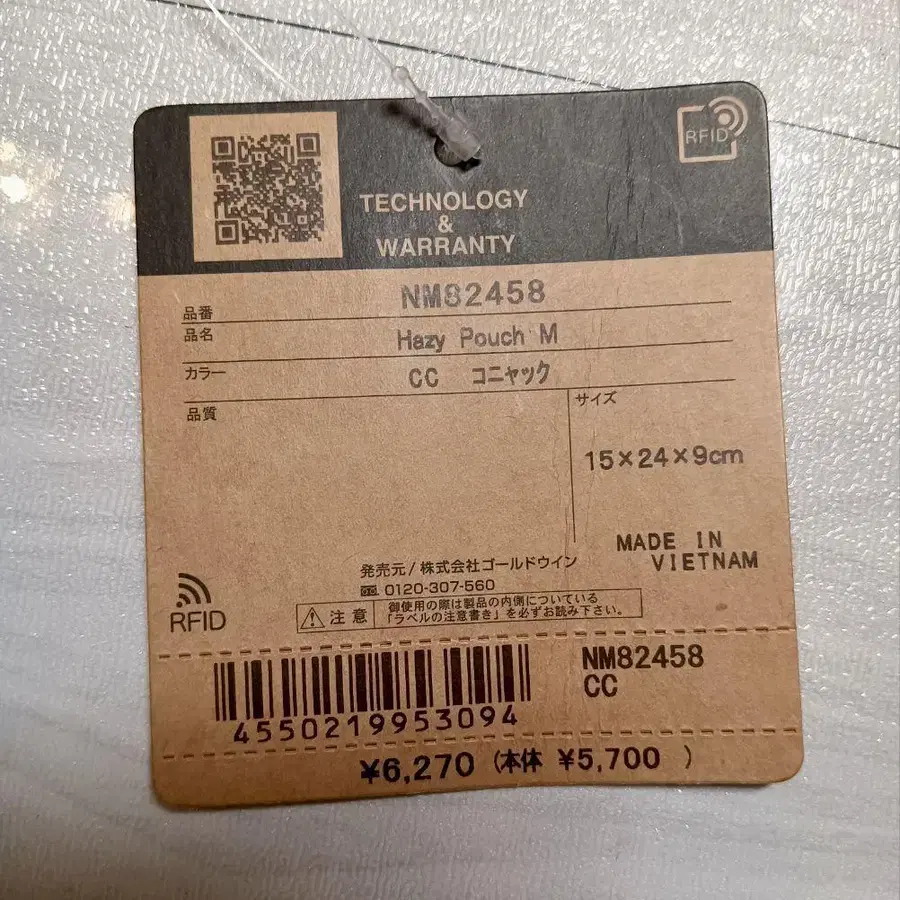 RFID
TECHNOLOGY
&
WARRANTY
品番 NM82458
品名 Hazy Pouch M
カラー CC コニャック
品質
サイズ
15×24×9cm
MADE IN
VIETNAM
発売元/株式会社ゴールドウイン
0120-307-560
RFID
注意
御使用の際は製品の内側についている
「ラベルの注意書き」を必ずお読み下さい。
4550219953094
NM82458
CC
¥6,270 (本体 ¥5,700 )